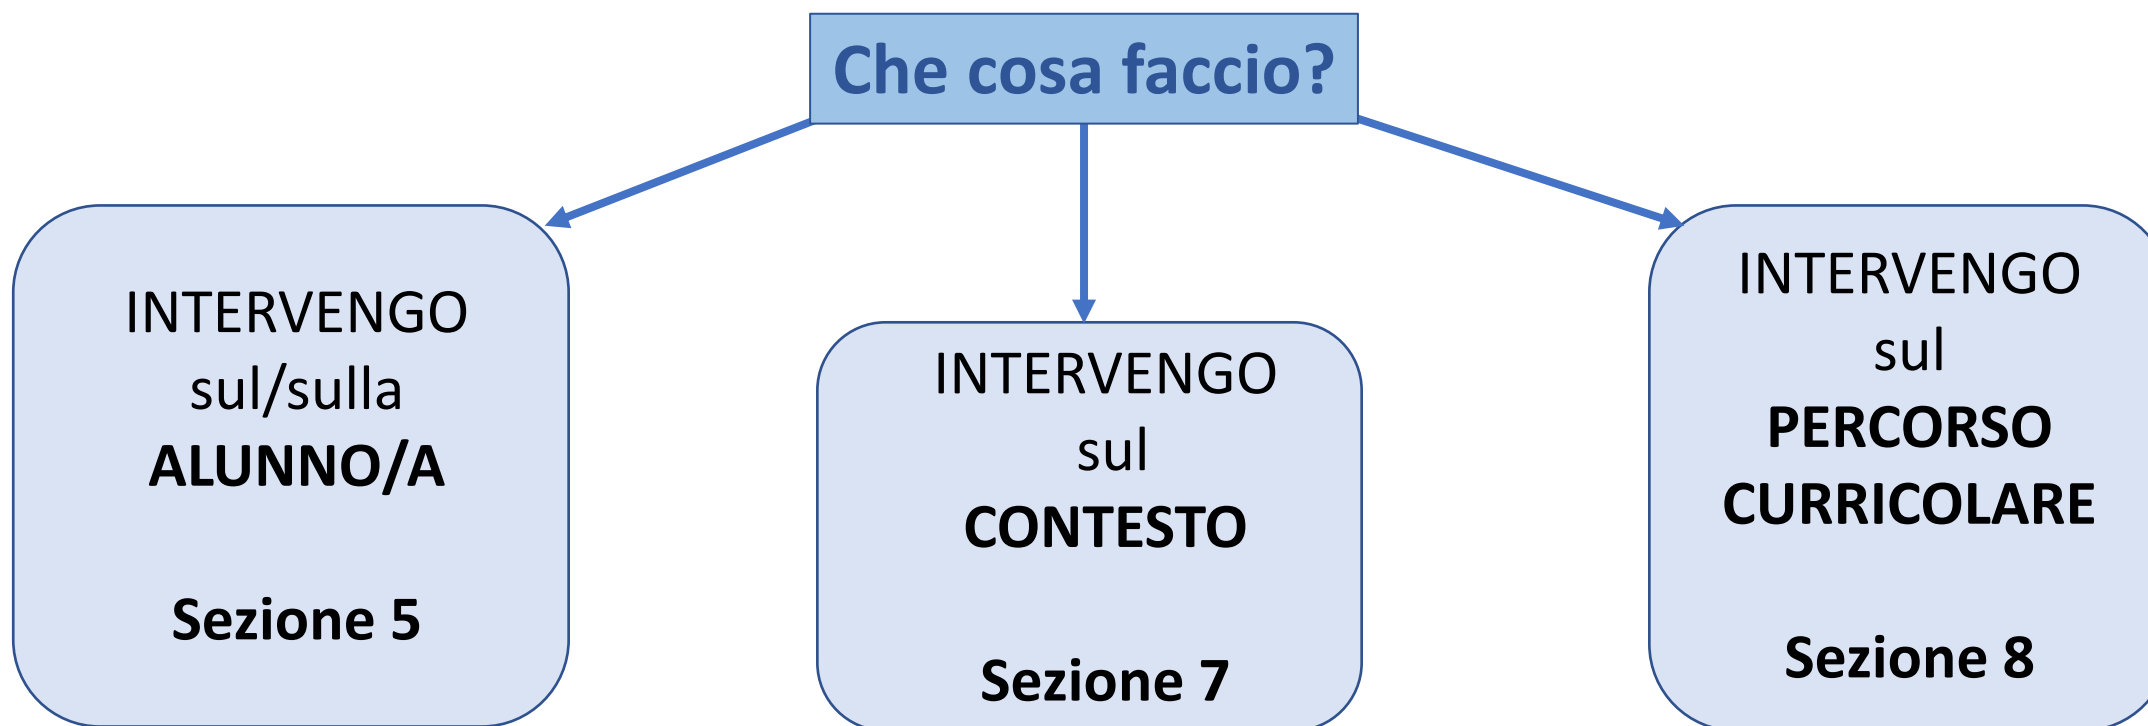 Che cosa faccio?
INTERVENGO
sul/sulla
ALUNNO/A
Sezione 5
INTERVENGO
sul
CONTESTO
Sezione 7
INTERVENGO
sul
PERCORSO
CURRICOLARE
Sezione 8